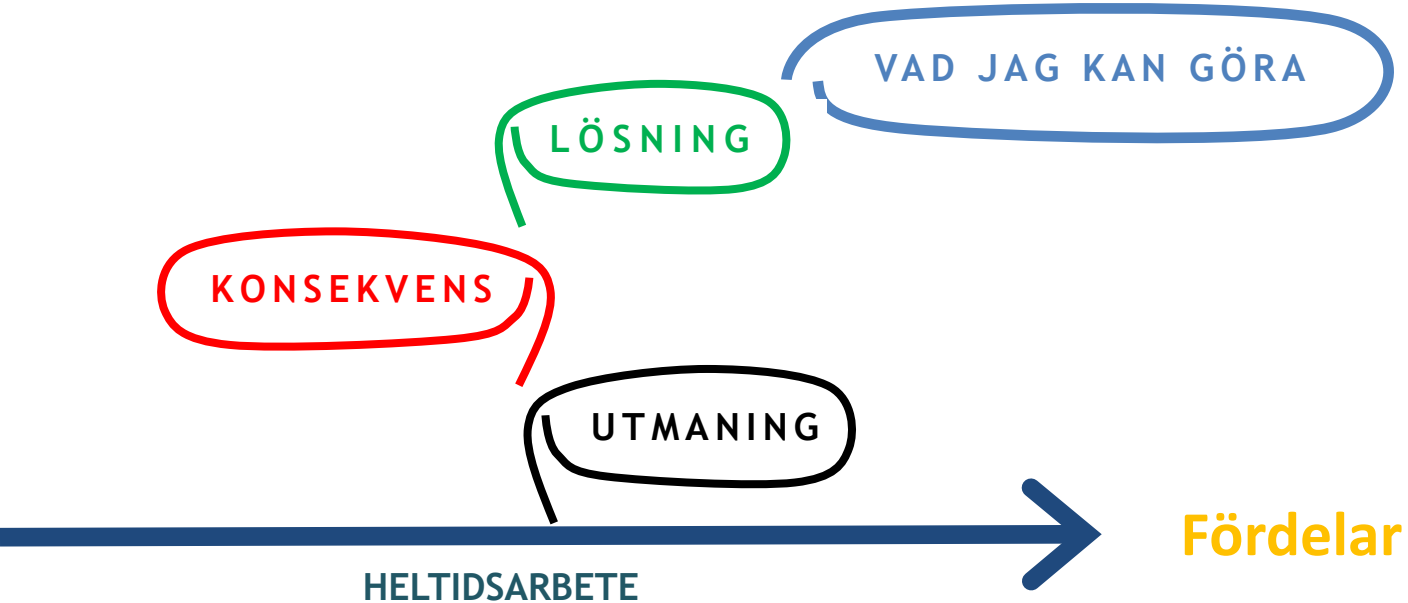 VAD JAG KAN GÖRA
LÖSNING
KONSEKVENS
UTMANING
Fördelar
HELTIDSARBETE